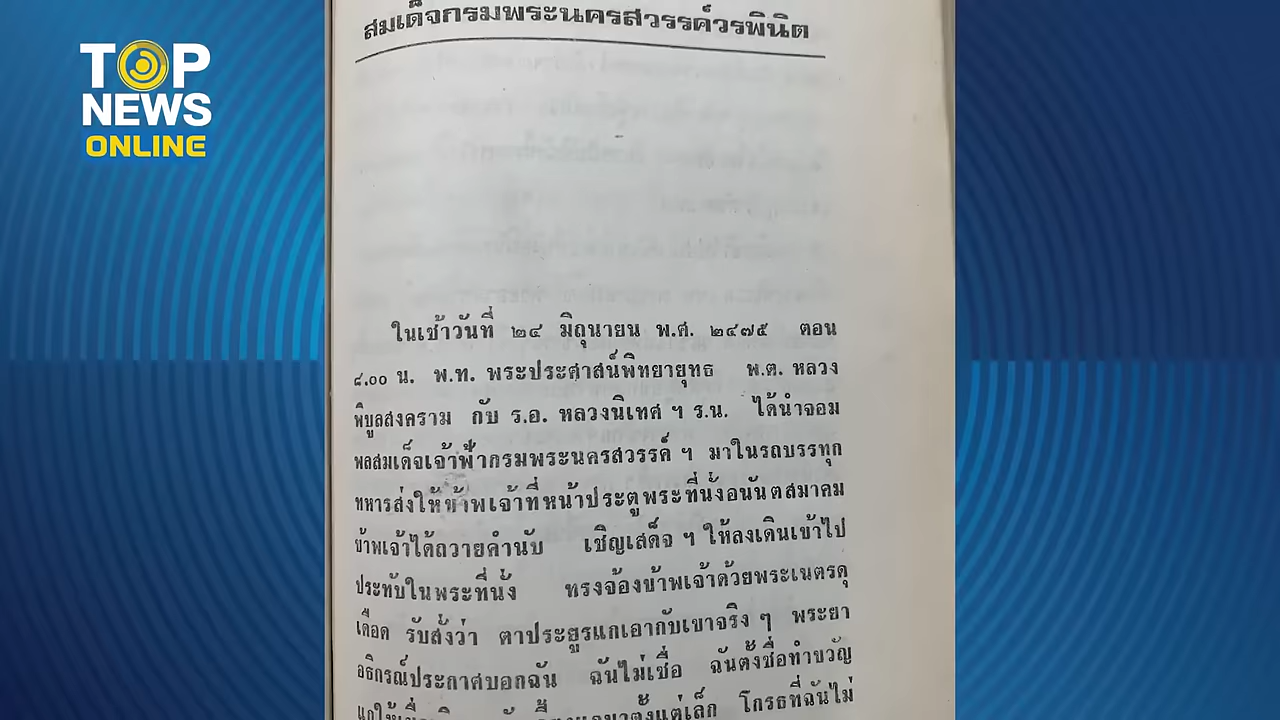 TOP
NEWS
ONLINE
สมเด็จกรมพระนครสวรรค์วรพินิต
ในเช้าวันที่ ๒๔ มิถุนายน พ.ศ. ๒๔๗๕ ตอน
๘.๐๐ น. พ.ท. พระประศาสน์พิทยายุทธ พ.ต. หลวง
พิบูลสงคราม กับ ร.อ. หลวงนิเทศ ฯ ร.น. ได้นำจอม
พลสมเด็จเจ้าฟ้ากรมพระนครสวรรค์ ฯ มาในรถบรรทุก
ทหารส่งให้ข้าพเจ้าที่หน้าประตูพระที่นั่งอนันตสมาคม
ข้าพเจ้าได้ถวายคำนับ เชิญเสด็จ ฯ ให้ลงเดินเข้าไป
ประทับในพระที่นั่ง ทรงจ้องข้าพเจ้าด้วยพระเนตรดุ
เดือด รับสั่งว่า ตาประยูรแกเอากับเขาจริง ๆ พระยา
อธิกรณ์ประกาศบอกฉัน ฉันไม่เชื่อ ฉันตั้งชื่อทำขวัญ
ตั้งแต่เล็ก โกรธที่ฉันไม่